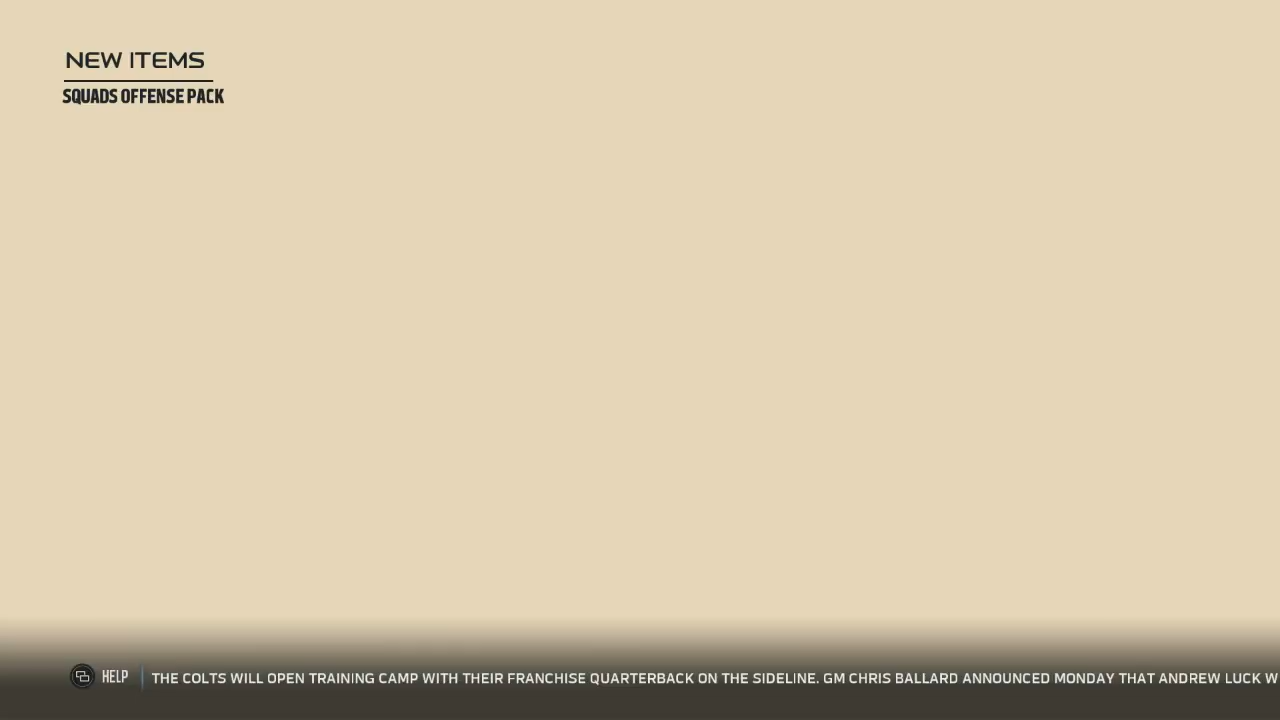 NEW ITEMS
SQUADS OFFENSE PACK
HELP
THE COLTS WILL OPEN TRAINING CAMP WITH THEIR FRANCHISE QUARTERBACK ON THE SIDELINE. GM CHRIS BALLARD ANNOUNCED MONDAY THAT ANDREW LUCK W